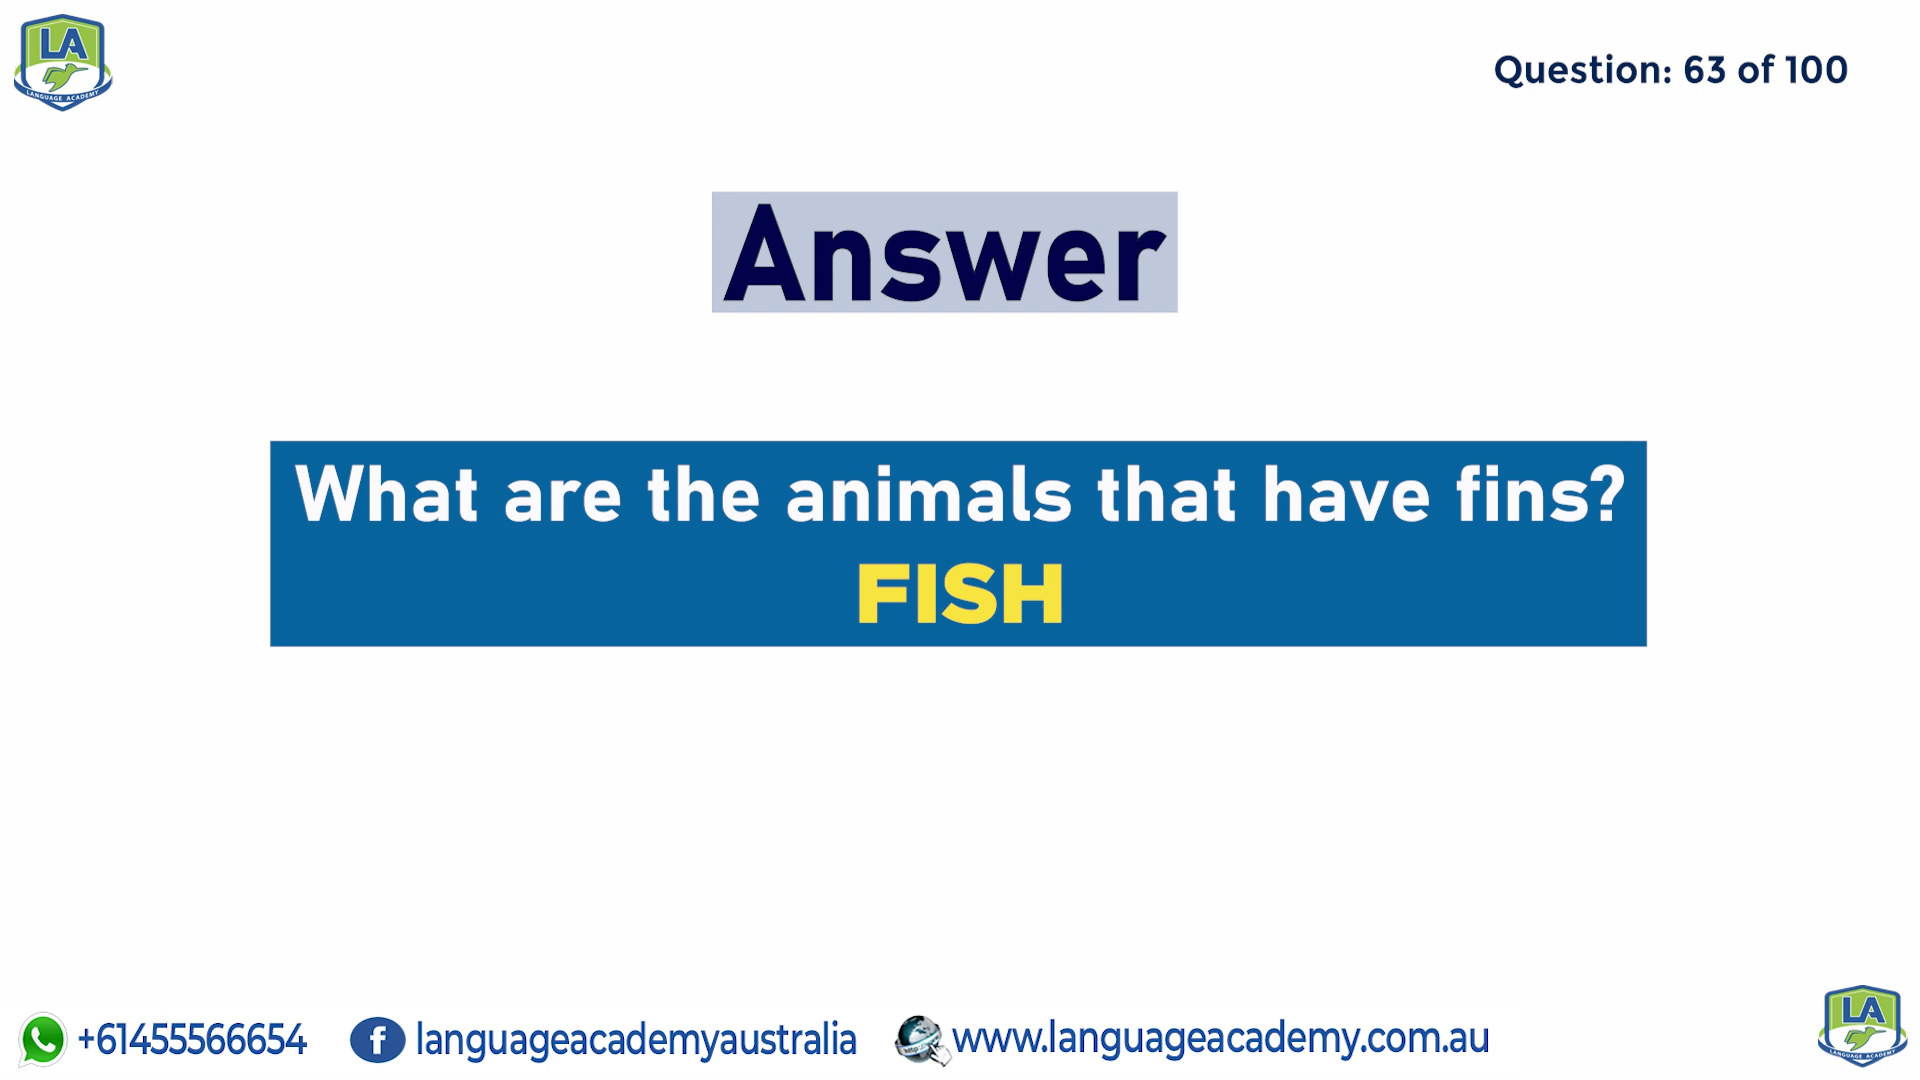 LA
LANGUAGE ACADEMY
Question: 63 of 100
Answer
What are the animals that have fins?
FISH
+61455566654
f languageacademyaustralia
http
www.languageacademy.com.au
LA
LANGUAGE ACADEMY